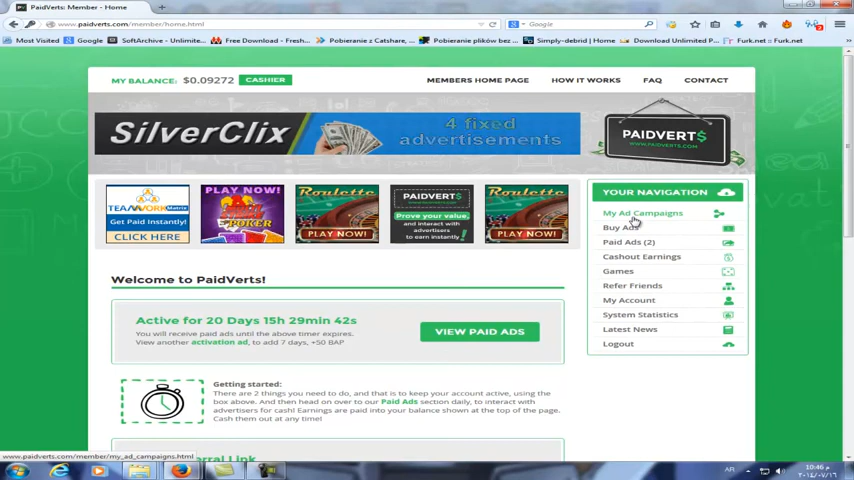 PaidVerts: Member - Home
www.paidverts.com/member/home.html
Google
Most Visited
Google
SoftArchive - Unlimite...
Free Download - Fresh...
Pobieranie z Catshare, ...
Pobieranie plików bez ...
Simply-debrid | Home
Download Unlimited P...
Furk.net :: Furk.net
MY BALANCE: $0.09272 CASHIER
MEMBERS HOME PAGE
HOW IT WORKS
FAQ
CONTACT
SilverClix
4 fixed
advertisements
PAIDVERT$
WWW.PAIDVERTS.COM
TEAMWORK
Matrix
Get Paid Instantly!
CLICK HERE
PLAY NOW!
POKER
Roulette
PLAY NOW!
PAIDVERT$
Prove your value,
and interact with
advertisers
to earn instantly!
Roulette
PLAY NOW!
YOUR NAVIGATION
My Ad Campaigns
Buy Ads
Paid Ads (2)
Cashout Earnings
Games
Refer Friends
My Account
System Statistics
Latest News
Logout
Welcome to PaidVerts!
Active for 20 Days 15h 29min 42s
You will receive paid ads until the above timer expires.
View another activation ad, to add 7 days, +50 BAP
VIEW PAID ADS
Getting started:
There are 2 things you need to do, and that is to keep your account active, using the
box above. And then head on over to our Paid Ads section daily, to interact with
advertisers for cash! Earnings are paid into your balance shown at the top of the page.
Cash them out at any time!
www.paidverts.com/member/my_ad_campaigns.html
rral Link
AR
10:46 م
٢٠١٤/٠٧/١٦